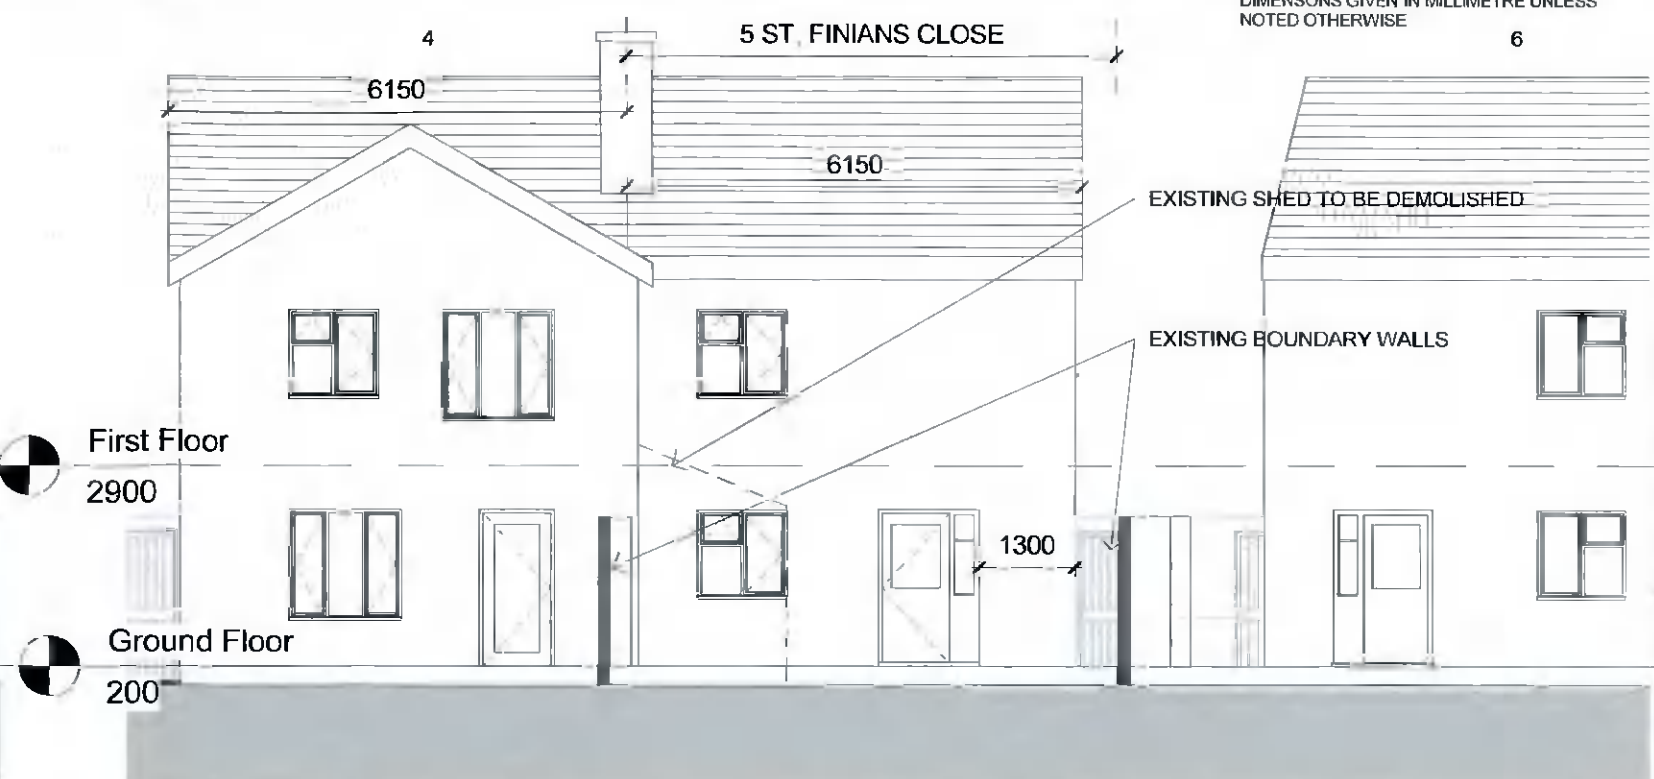 DIMENSONS GIVEN IN MILLIMETRE UNLESS
NOTED OTHERWISE
4
5 ST. FINIANS CLOSE
6
6150
6150
EXISTING SHED TO BE DEMOLISHED
EXISTING BOUNDARY WALLS
First Floor
2900
1300
Ground Floor
200